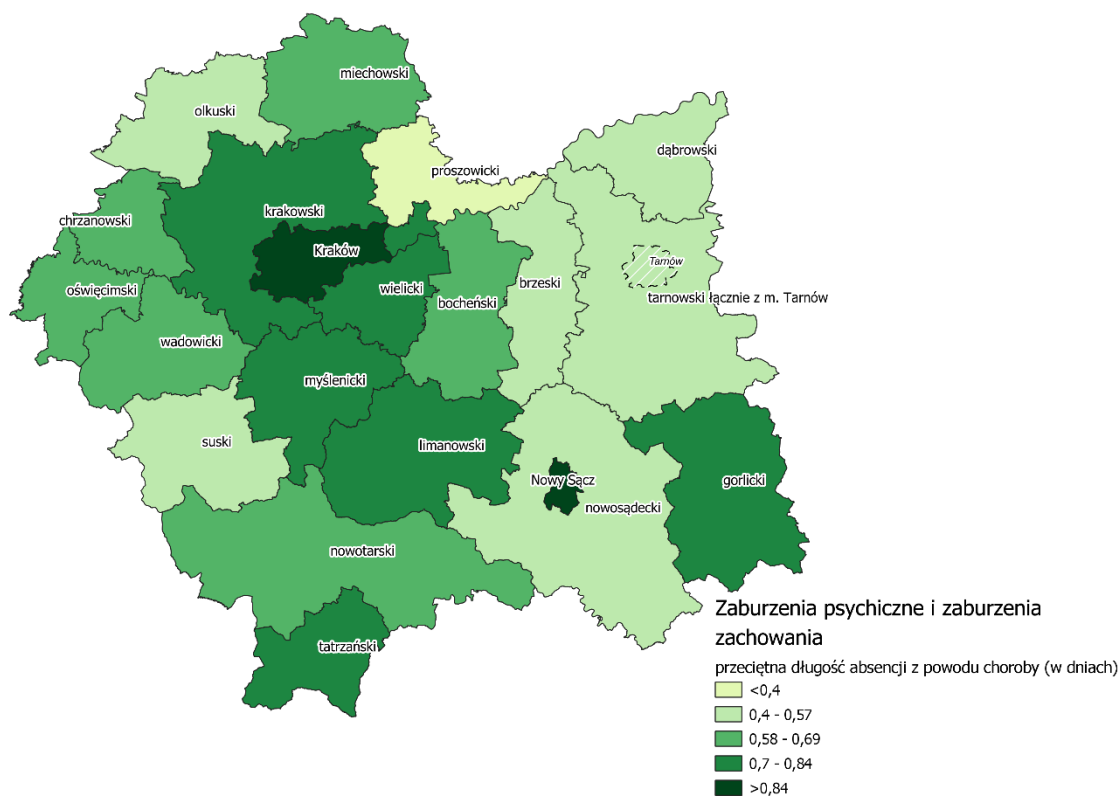 miechowski
olkuski
dąbrowski
proszowicki
chrzanowski
krakowski
Kraków
Tarnów
oświęcimski
wielicki
bocheński
brzeski
tarnowski łącznie z m. Tarnów
wadowicki
myślenicki
suski
limanowski
Nowy Sącz
gorlicki
nowosądecki
nowotarski
tatrzański
Zaburzenia psychiczne i zaburzenia
zachowania
przeciętna długość absencji z powodu choroby (w dniach)
<0,4
0,4 - 0,57
0,58 - 0,69
0,7 - 0,84
>0,84